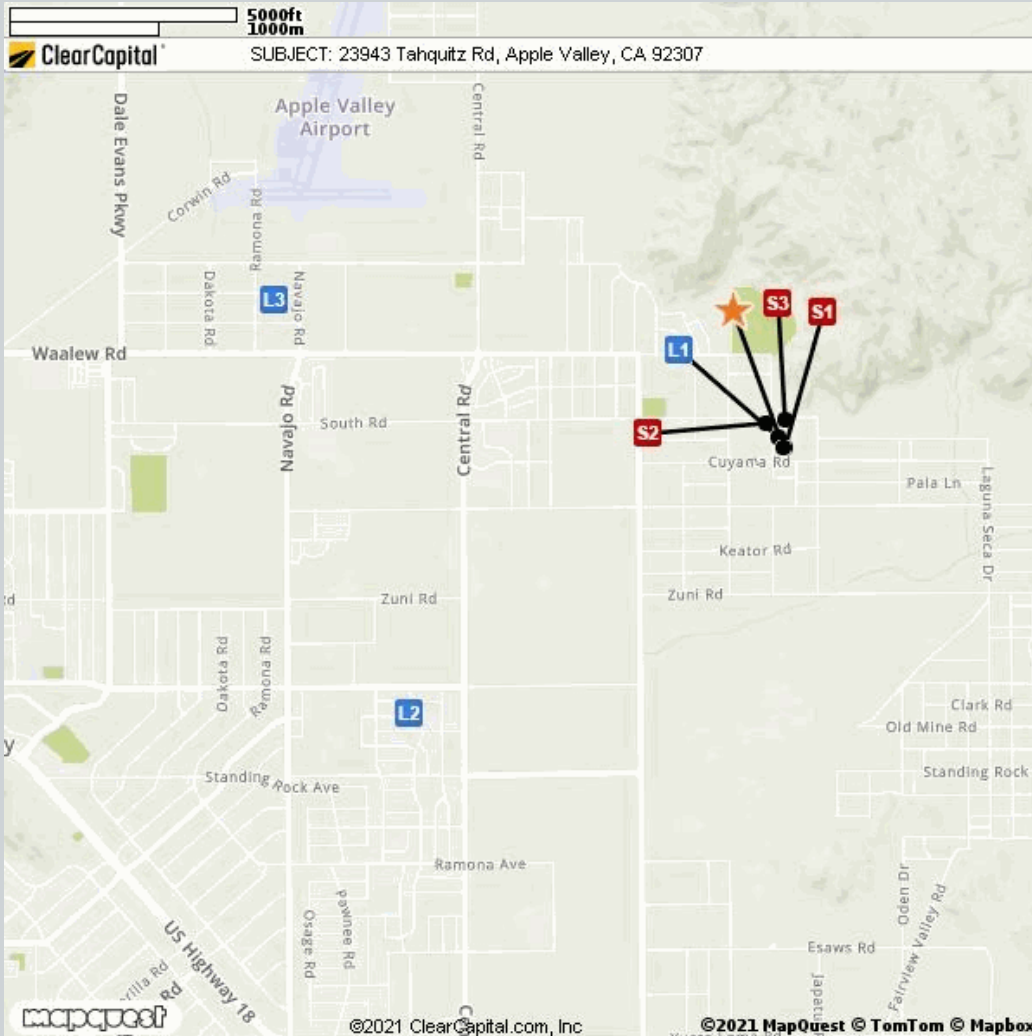 5000ft
1000m
ClearCapital
SUBJECT: 23943 Tahquitz Rd, Apple Valley, CA 92307
Dale Evans Pkwy
Apple Valley
Airport
Central Rd
Corwin Rd
Ramona Rd
Dakota Rd
Navajo Rd
L3
S3
S1
L1
Waalew Rd
Navajo Rd
South Rd
Central Rd
S2
Cuyama Rd
Pala Ln
Laguna Seca Dr
Keator Rd
Zuni Rd
Zuni Rd
Dakota Rd
Ramona Rd
L2
Clark Rd
Old Mine Rd
Standing Rock Ave
Standing Rock
Ramona Ave
Pawnee Rd
Osage Rd
Oden Dr
Fairview Valley Rd
US Highway 18
Esaws Rd
Rd
mapquest
©2021 ClearCapital.com, Inc
©2021 MapQuest © TomTom © Mapbox